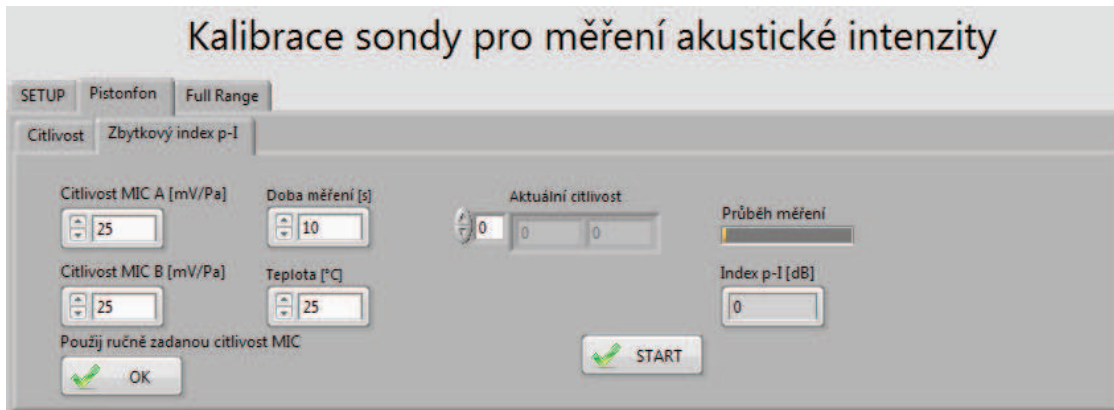 Kalibrace sondy pro měření akustické intenzity
SETUP Pistonfon Full Range
Citlivost Zbytkový index p-I
Citlivost MIC A [mV/Pa] Doba měření [s] Aktuální citlivost Průběh měření
25 10 0 0 0
Citlivost MIC B [mV/Pa] Teplota [°C] Index p-I [dB]
25 25 0
Použij ručně zadanou citlivost MIC
OK START